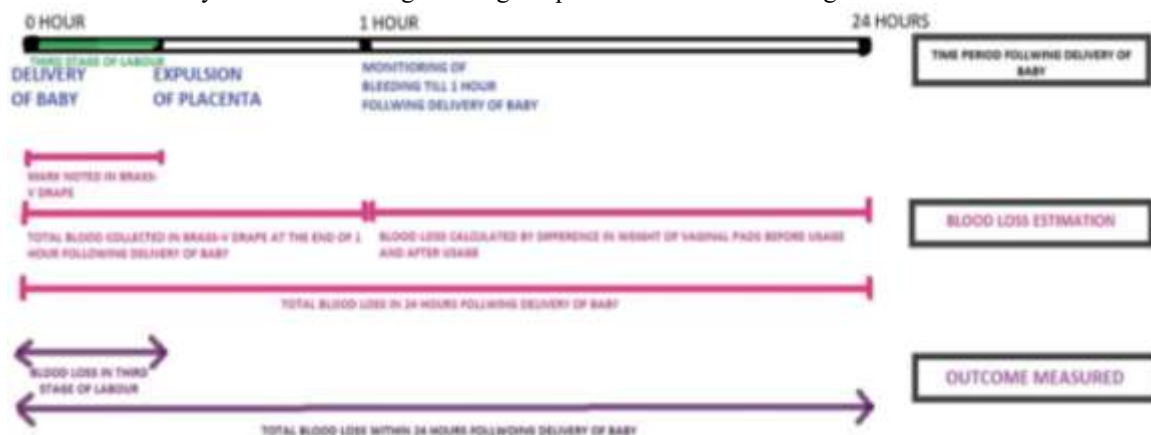 0 HOUR
1 HOUR
24 HOURS
THIRD STAGE OF LABOUR
DELIVERY
OF BABY
EXPULSION
OF PLACENTA
MONITIORING OF
BLEEDING TILL 1 HOUR
FOLLWING DELIVERY OF BABY
TIME PERIOD FOLLWING DELIVERY OF
BABY
MARK NOTED IN BRASS-
V DRAPE
TOTAL BLOOD COLLECTED IN BRASS-V DRAPE AT THE END OF 1
HOUR FOLLOWING DELIVERY OF BABY
BLOOD LOSS CALCULATED BY DIFFERENCE IN WEIGHT OF VAGINAL PADS BEFORE USAGE
AND AFTER USAGE
BLOOD LOSS ESTIMATION
TOTAL BLOOD LOSS IN 24 HOURS FOLLWING DELIVERY OF BABY
BLOOD LOSS IN THIRD
STAGE OF LABOUR
OUTCOME MEASURED
TOTAL BLOOD LOSS WITHIN 24 HOURS FOLLWOING DELIVERY OF BABY